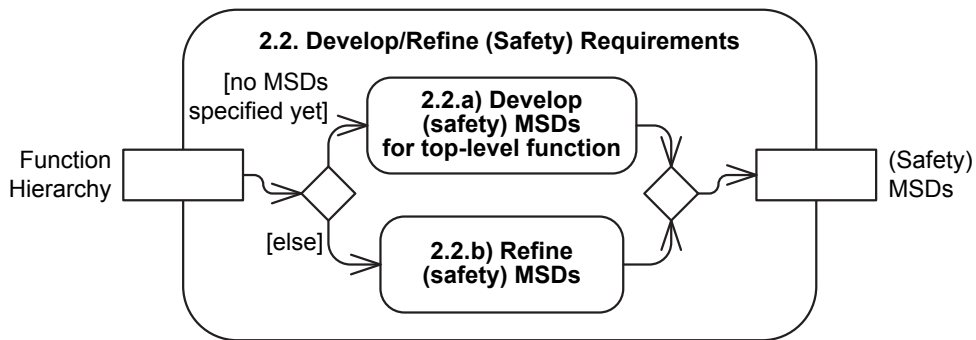 2.2. Develop/Refine (Safety) Requirements
[no MSDs
specified yet]
2.2.a) Develop
(safety) MSDs
for top-level function
Function
Hierarchy
(Safety)
MSDs
[else]
2.2.b) Refine
(safety) MSDs